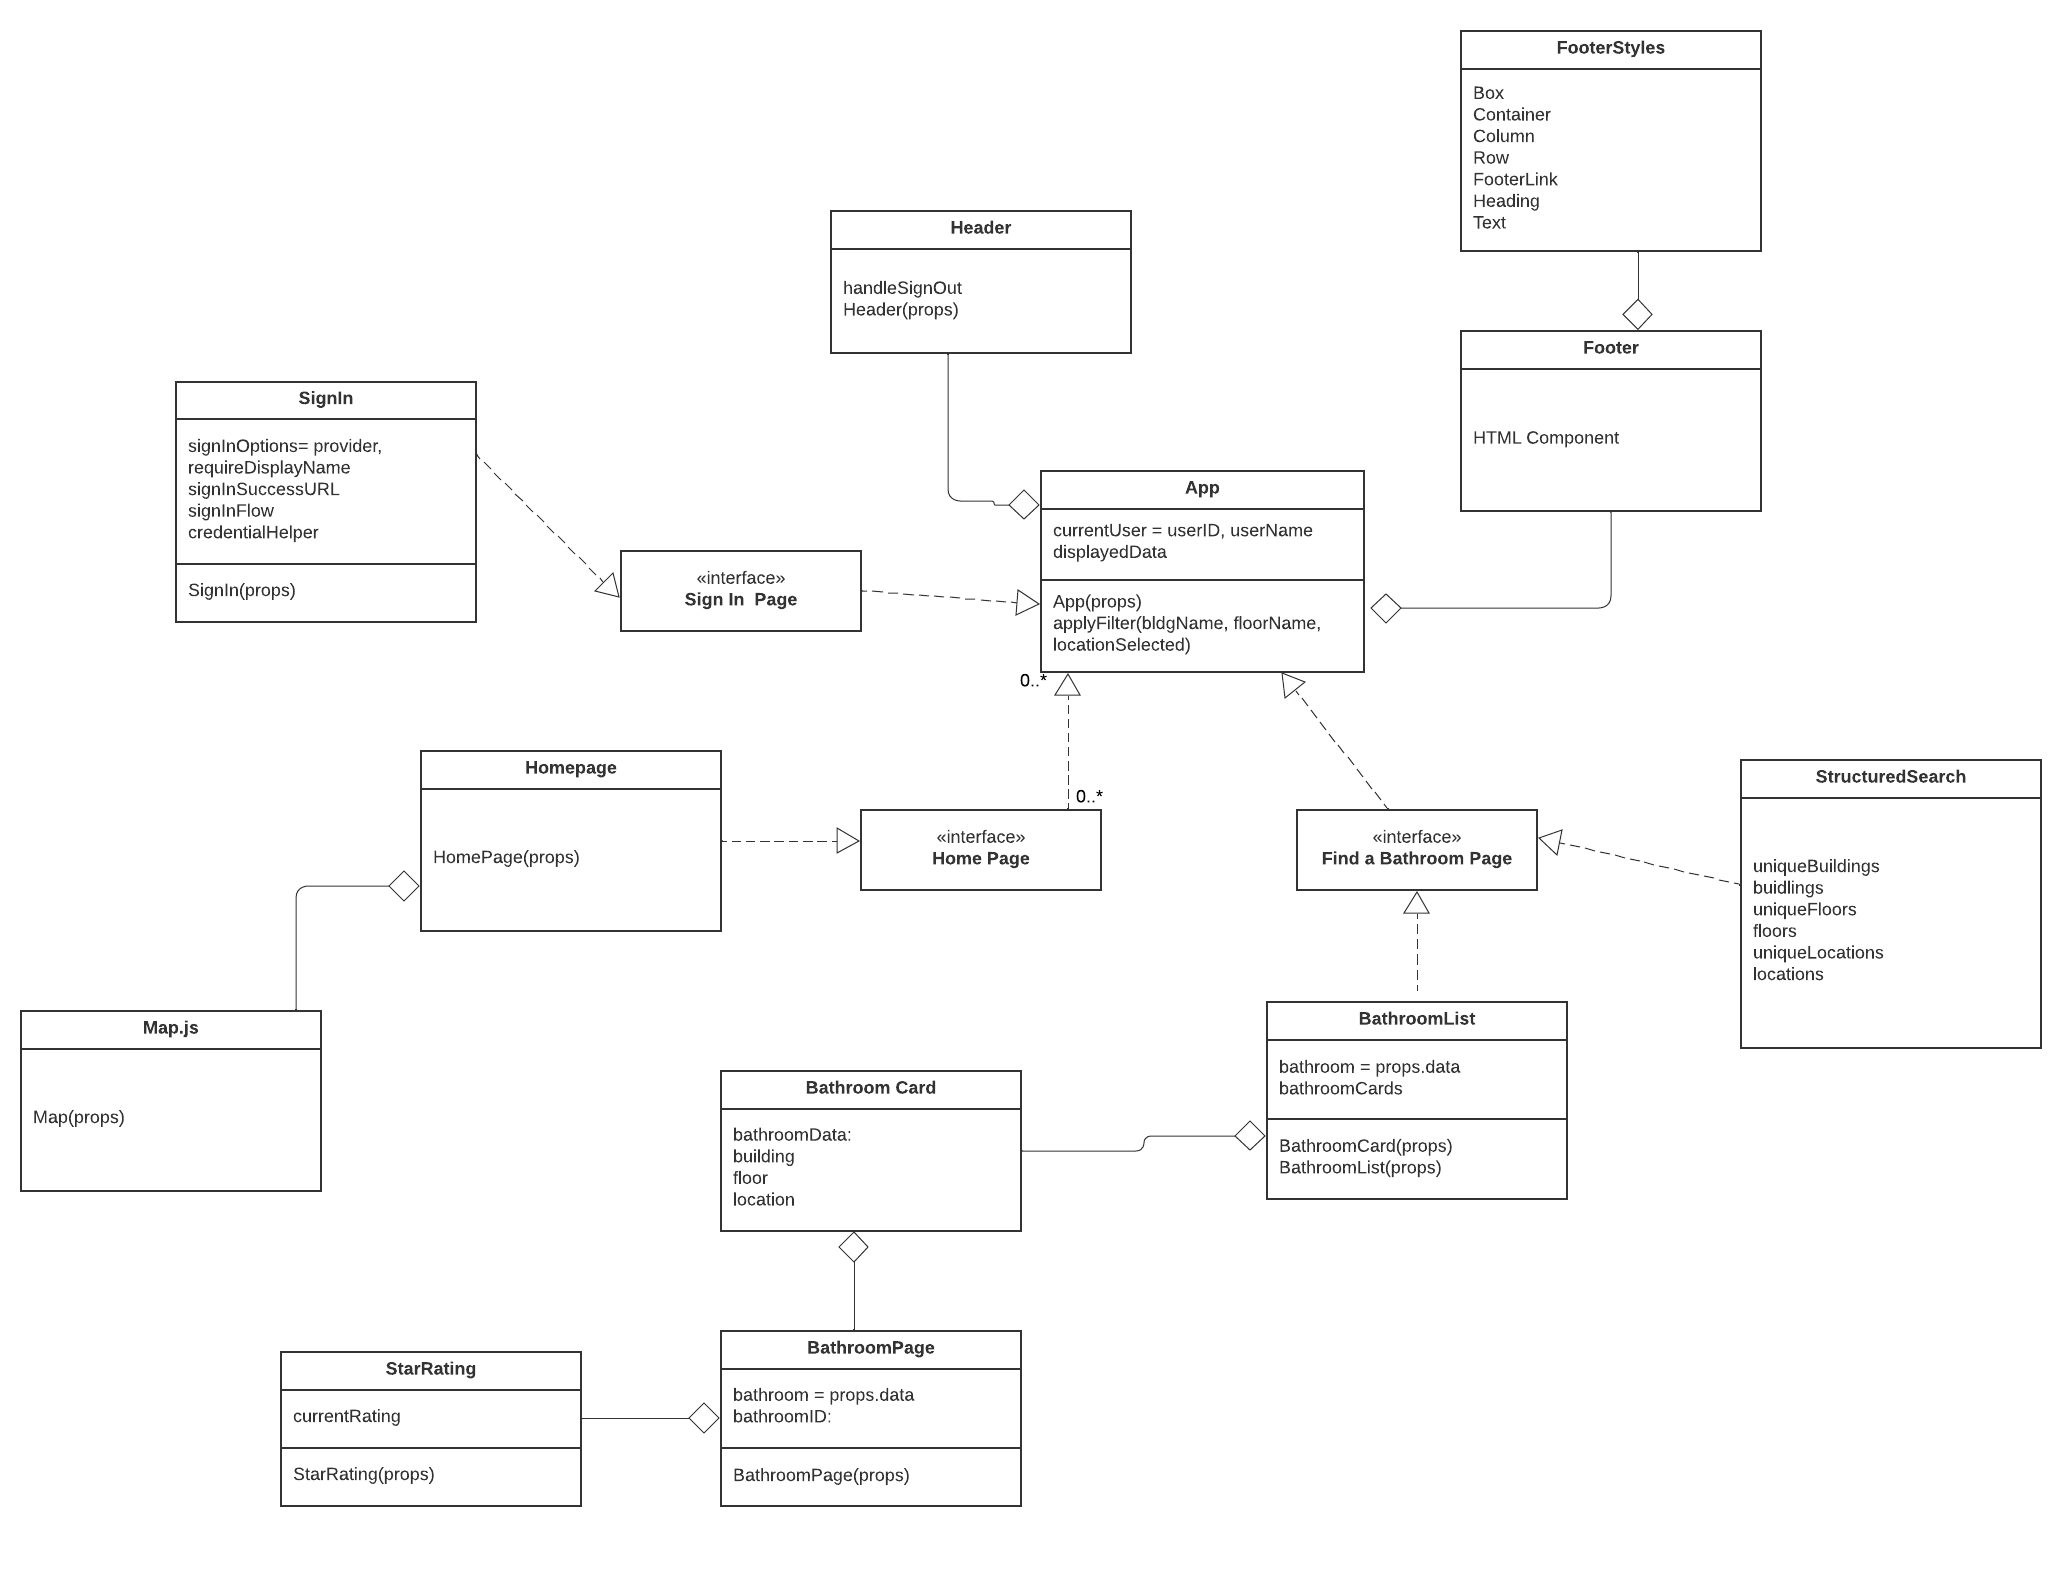 FooterStyles
Box
Container
Column
Row
FooterLink
Heading
Text
Header
handleSignOut
Header(props)
Footer
HTML Component
SignIn
signInOptions= provider,
requireDisplayName
signInSuccessURL
signInFlow
credentialHelper
SignIn(props)
«interface»
Sign In  Page
App
currentUser = userID, userName
displayedData
App(props)
applyFilter(bldgName, floorName,
locationSelected)
0..*
0..*
Homepage
HomePage(props)
«interface»
Home Page
«interface»
Find a Bathroom Page
StructuredSearch
uniqueBuildings
buidlings
uniqueFloors
floors
uniqueLocations
locations
Map.js
Map(props)
BathroomList
bathroom = props.data
bathroomCards
BathroomCard(props)
BathroomList(props)
Bathroom Card
bathroomData:
building
floor
location
BathroomPage
bathroom = props.data
bathroomID:
BathroomPage(props)
StarRating
currentRating
StarRating(props)